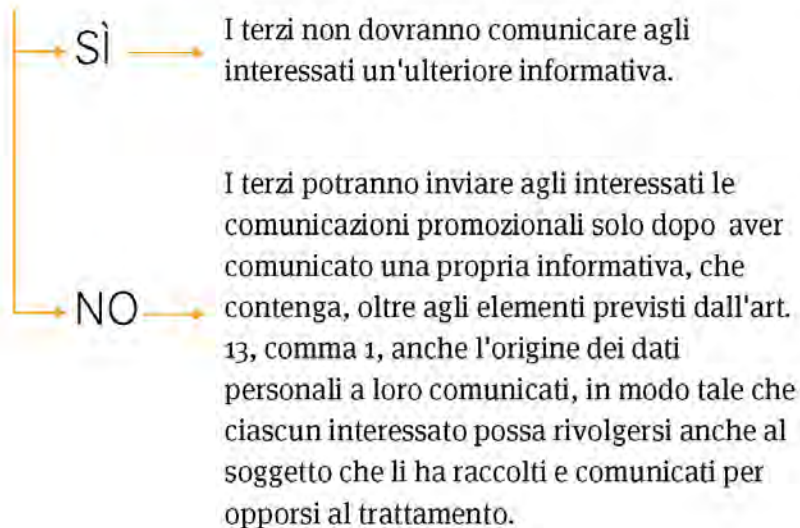 SÌ
I terzi non dovranno comunicare agli
interessati un'ulteriore informativa.
NO
I terzi potranno inviare agli interessati le
comunicazioni promozionali solo dopo aver
comunicato una propria informativa, che
contenga, oltre agli elementi previsti dall'art.
13, comma 1, anche l'origine dei dati
personali a loro comunicati, in modo tale che
ciascun interessato possa rivolgersi anche al
soggetto che li ha raccolti e comunicati per
opporsi al trattamento.